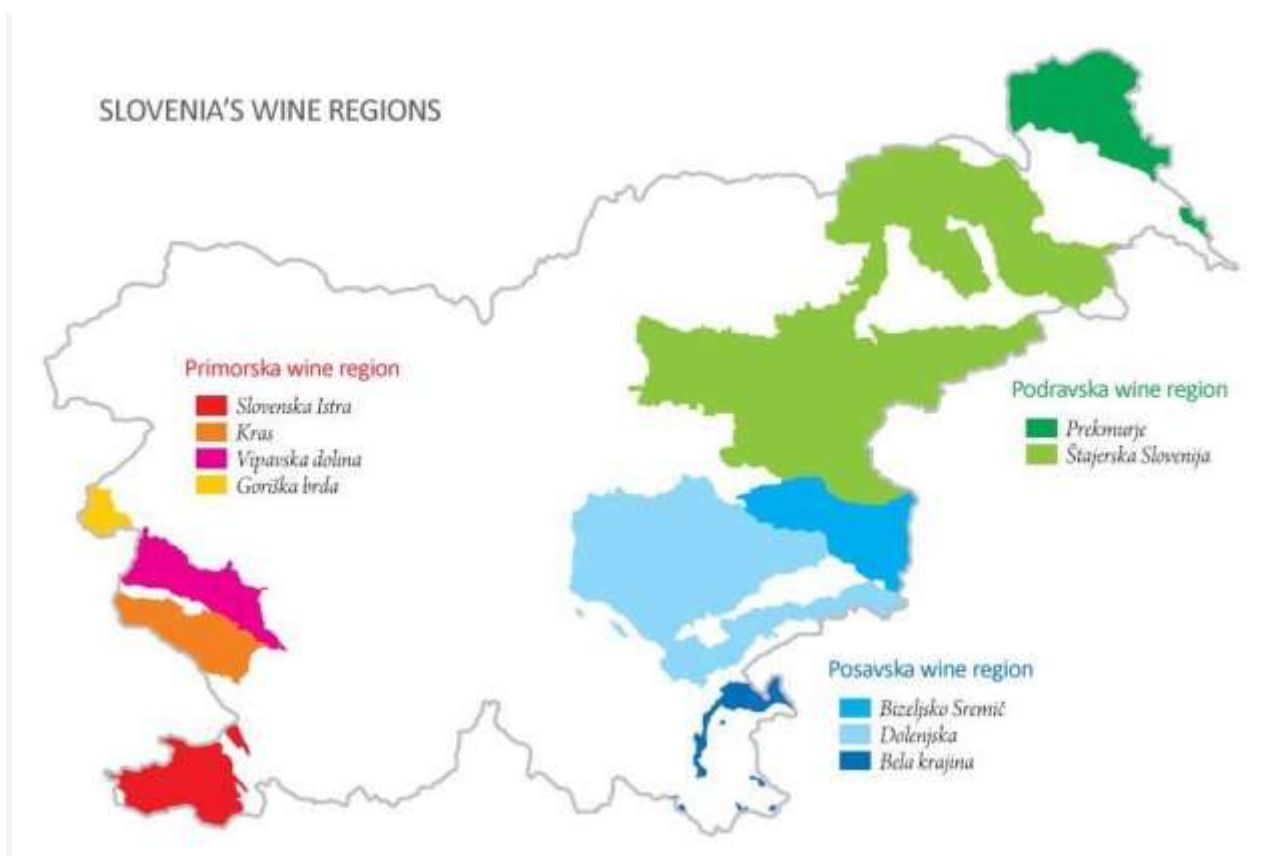 SLOVENIA'S WINE REGIONS
Primorska wine region
Slovenska Istra
Kras
Vipavska dolina
Goriška brda
Podravska wine region
Prekmurje
Štajerska Slovenija
Posavska wine region
Bizeljsko Sremič
Dolenjska
Bela krajina